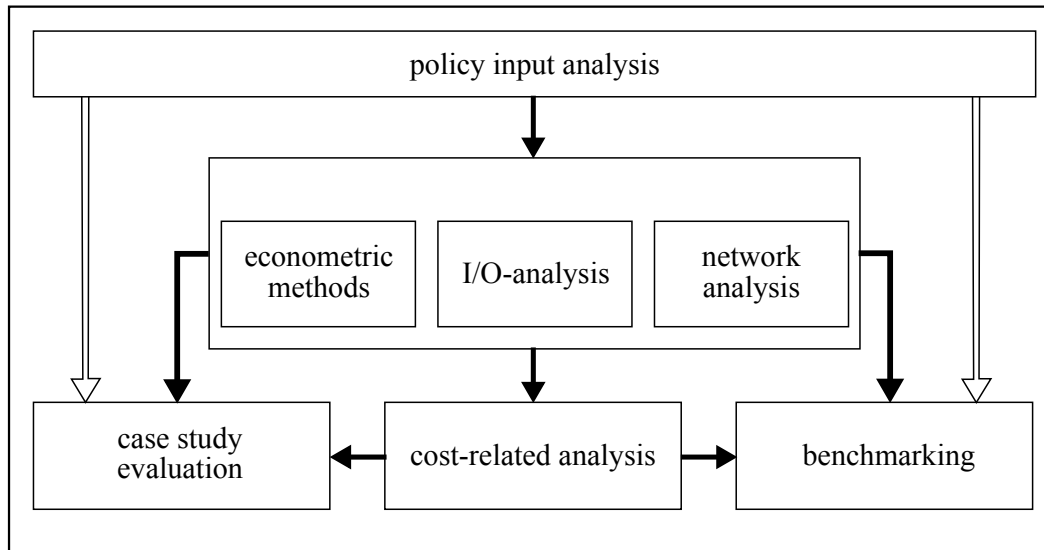 policy input analysis
econometric
methods
I/O-analysis
network
analysis
case study
evaluation
cost-related analysis
benchmarking